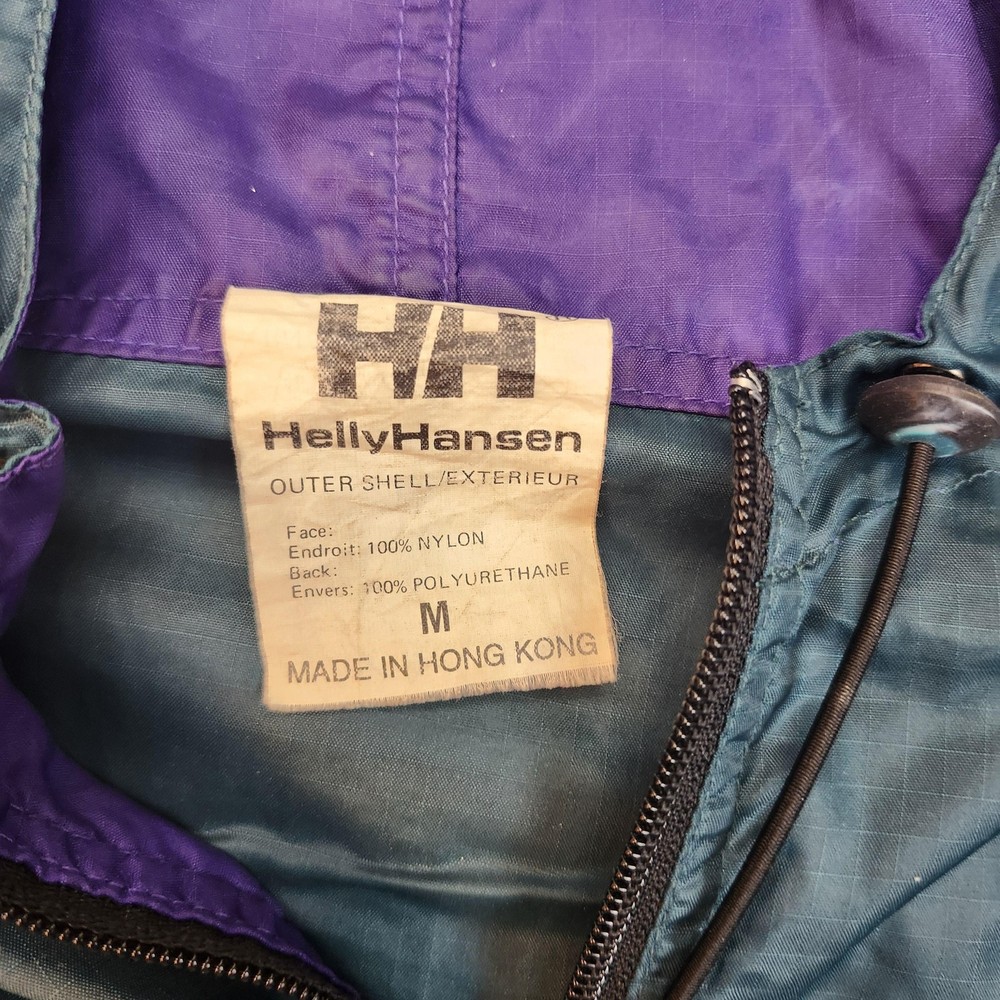 H/H
HellyHansen
OUTER SHELL/EXTERIEUR
Face:
Endroit: 100% NYLON
Back:
Envers: 100% POLYURETHANE
M
MADE IN HONG KONG